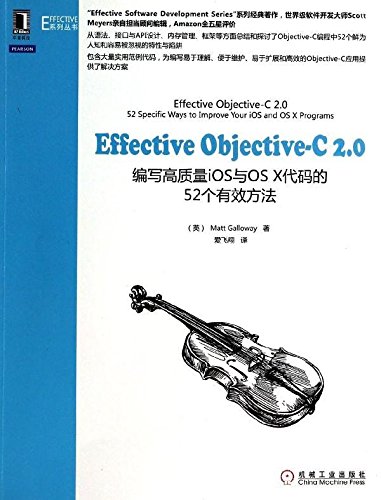 EFFECTIVE
系列丛书
华章科技
PEARSON
“Effective Software Development Series”系列经典著作，世界级软件开发大师Scott
Meyers亲自担当顾问编辑，Amazon全五星评价
从语法、接口与API设计、内存管理、框架等方面总结和探讨了Objective-C编程中52个鲜为
人知和容易被忽视的特性与陷阱
包含大量实用范例代码，为编写易于理解、便于维护、易于扩展和高效的Objective-C应用提
供了解决方案
Effective Objective-C 2.0
52 Specific Ways to Improve Your iOS and OS X Programs
Effective Objective-C 2.0
编写高质量iOS与OS X代码的
52个有效方法
（英） Matt Galloway 著
爱飞翔 译
机械工业出版社
China Machine Press